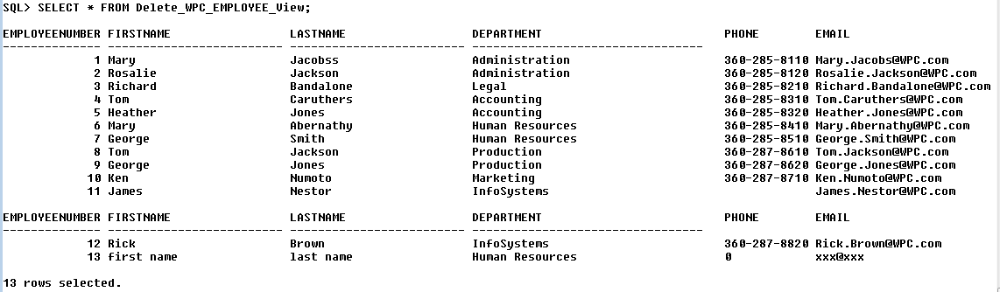 SQL> SELECT * FROM Delete_WPC_EMPLOYEE_View;
EMPLOYEENUMBER FIRSTNAME LASTNAME DEPARTMENT PHONE EMAIL
-------------- ------------------------- ------------------------- ----------------------------------- ------------ ------------------------------
1 Mary Jacobss Administration 360-285-8110 Mary.Jacobs@WPC.com
2 Rosalie Jackson Administration 360-285-8120 Rosalie.Jackson@WPC.com
3 Richard Bandalone Legal 360-285-8210 Richard.Bandalone@WPC.com
4 Tom Caruthers Accounting 360-285-8310 Tom.Caruthers@WPC.com
5 Heather Jones Accounting 360-285-8320 Heather.Jones@WPC.com
6 Mary Abernathy Human Resources 360-285-8410 Mary.Abernathy@WPC.com
7 George Smith Human Resources 360-285-8510 George.Smith@WPC.com
8 Tom Jackson Production 360-287-8610 Tom.Jackson@WPC.com
9 George Jones Production 360-287-8620 George.Jones@WPC.com
10 Ken Numoto Marketing 360-287-8710 Ken.Numoto@WPC.com
11 James Nestor InfoSystems James.Nestor@WPC.com
EMPLOYEENUMBER FIRSTNAME LASTNAME DEPARTMENT PHONE EMAIL
-------------- ------------------------- ------------------------- ----------------------------------- ------------ ------------------------------
12 Rick Brown InfoSystems 360-287-8820 Rick.Brown@WPC.com
13 first name last name Human Resources 0 xxx@xxx
13 rows selected.